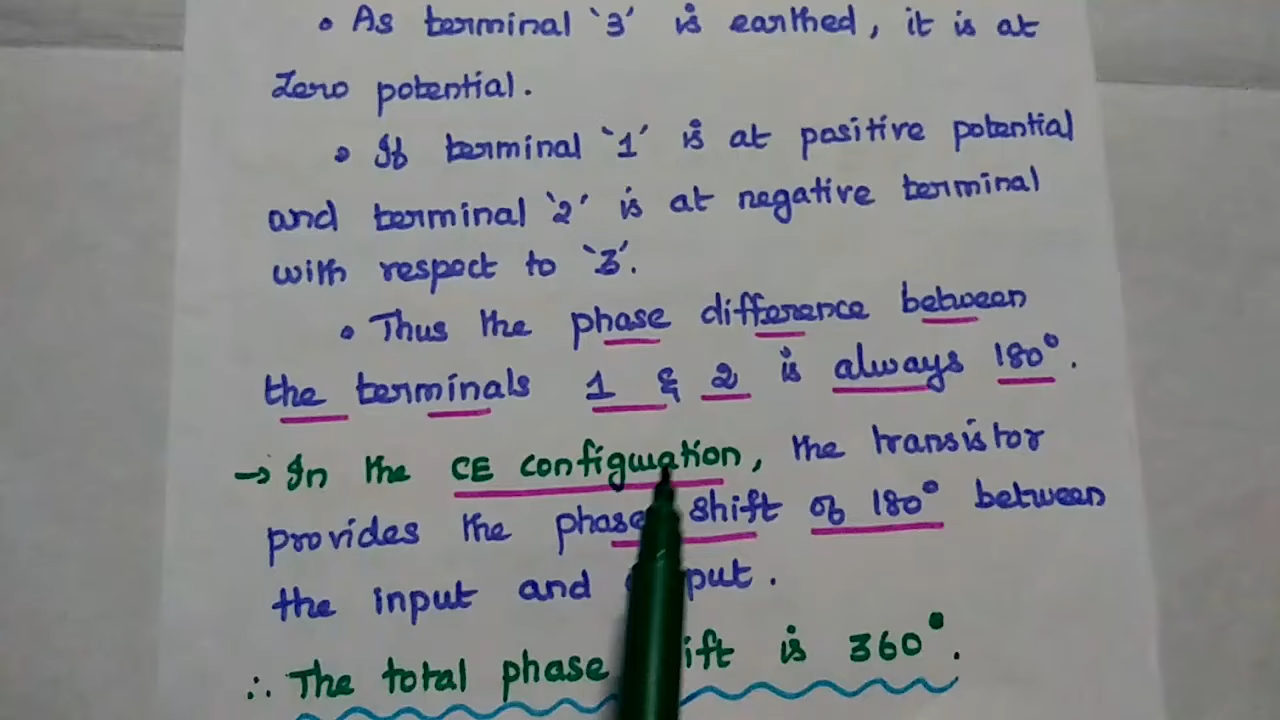 • As terminal '3' is earthed, it is at
Zero potential.
• If terminal '1' is at positive potential
and terminal '2' is at negative terminal
with respect to '3'.
• Thus the phase difference between
the terminals 1 & 2 is always 180°.
→ In the CE configuration, the transistor
provides the phase shift of 180° between
the input and output.
∴ The total phase shift is 360°.